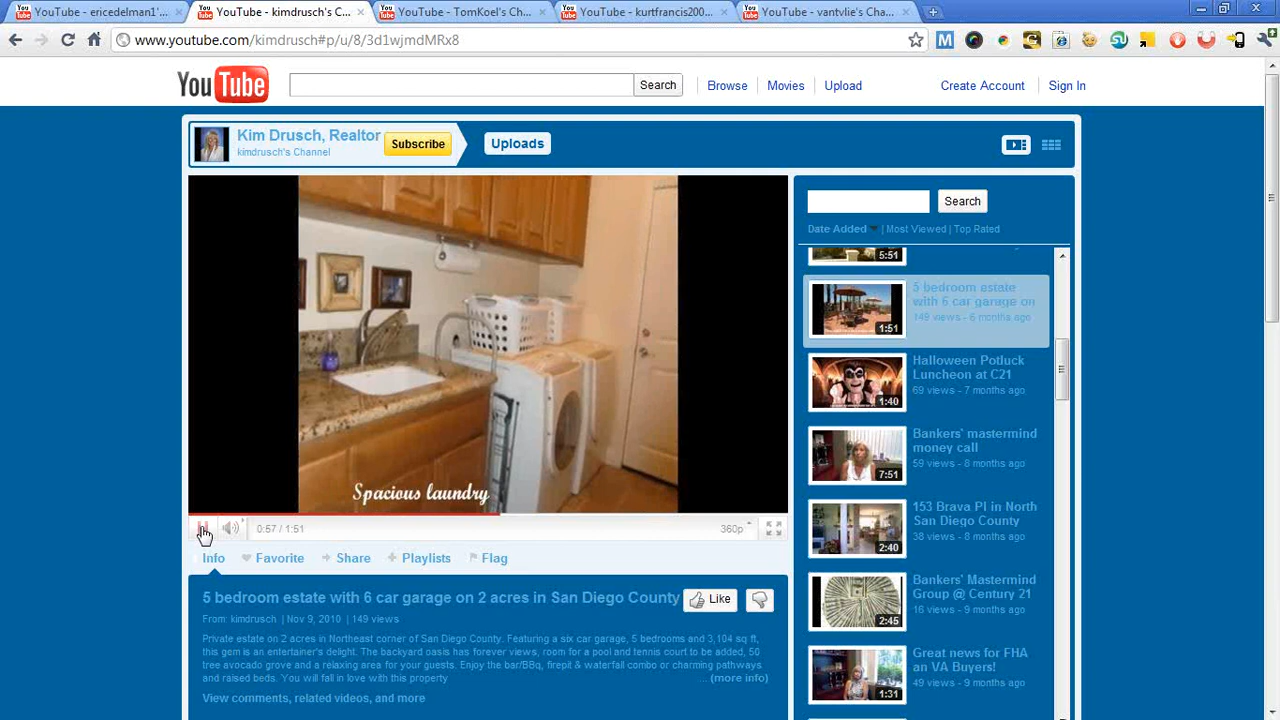 YouTube - ericedelman1'...
YouTube - kimdrusch's C...
YouTube - TomKoel's Ch...
YouTube - kurtfrancis200...
YouTube - vantvlie's Cha...
www.youtube.com/kimdrusch#p/u/8/3d1wjmdMRx8
YouTube
Search
Browse
Movies
Upload
Create Account
Sign In
Kim Drusch, Realtor
kimdrusch's Channel
Subscribe
Uploads
Spacious laundry
0:57 / 1:51
360p
Info
Favorite
Share
Playlists
Flag
5 bedroom estate with 6 car garage on 2 acres in San Diego County
Like
From: kimdrusch | Nov 9, 2010 | 149 views
Private estate on 2 acres in Northeast corner of San Diego County. Featuring a six car garage, 5 bedrooms and 3,104 sq ft,
this gem is an entertainer's delight. The backyard oasis has forever views, room for a pool and tennis court to be added, 50
tree avocado grove and a relaxing area for your guests. Enjoy the bar/BBQ, firepit & waterfall combo or charming pathways
and raised beds. You will fall in love with this property ... (more info)
View comments, related videos, and more
Search
Date Added | Most Viewed | Top Rated
5:51
5 bedroom estate
with 6 car garage on
149 views - 6 months ago
1:51
Halloween Potluck
Luncheon at C21
69 views - 7 months ago
1:40
Bankers' mastermind
money call
59 views - 8 months ago
7:51
153 Brava Pl in North
San Diego County
38 views - 8 months ago
2:40
Bankers' Mastermind
Group @ Century 21
16 views - 9 months ago
2:45
Great news for FHA
an VA Buyers!
49 views - 9 months ago
1:31